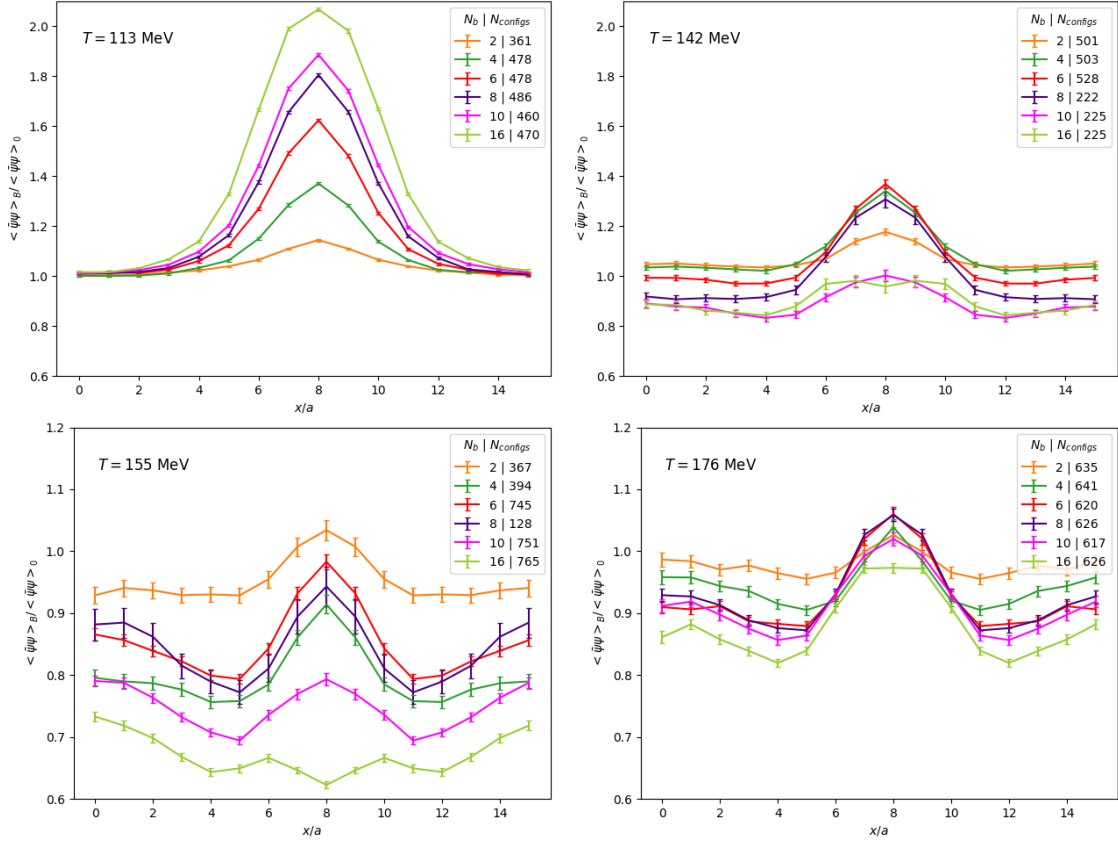 T = 113 MeV
N_b | N_configs
2 | 361
4 | 478
6 | 478
8 | 486
10 | 460
16 | 470
< ψ̄ψ >_B / < ψ̄ψ >_0
2.0
1.8
1.6
1.4
1.2
1.0
0.8
0.6
0 2 4 6 8 10 12 14
x/a
T = 142 MeV
N_b | N_configs
2 | 501
4 | 503
6 | 528
8 | 222
10 | 225
16 | 225
< ψ̄ψ >_B / < ψ̄ψ >_0
2.0
1.8
1.6
1.4
1.2
1.0
0.8
0.6
0 2 4 6 8 10 12 14
x/a
T = 155 MeV
N_b | N_configs
2 | 367
4 | 394
6 | 745
8 | 128
10 | 751
16 | 765
< ψ̄ψ >_B / < ψ̄ψ >_0
1.2
1.1
1.0
0.9
0.8
0.7
0.6
0 2 4 6 8 10 12 14
x/a
T = 176 MeV
N_b | N_configs
2 | 635
4 | 641
6 | 620
8 | 626
10 | 617
16 | 626
< ψ̄ψ >_B / < ψ̄ψ >_0
1.2
1.1
1.0
0.9
0.8
0.7
0.6
0 2 4 6 8 10 12 14
x/a